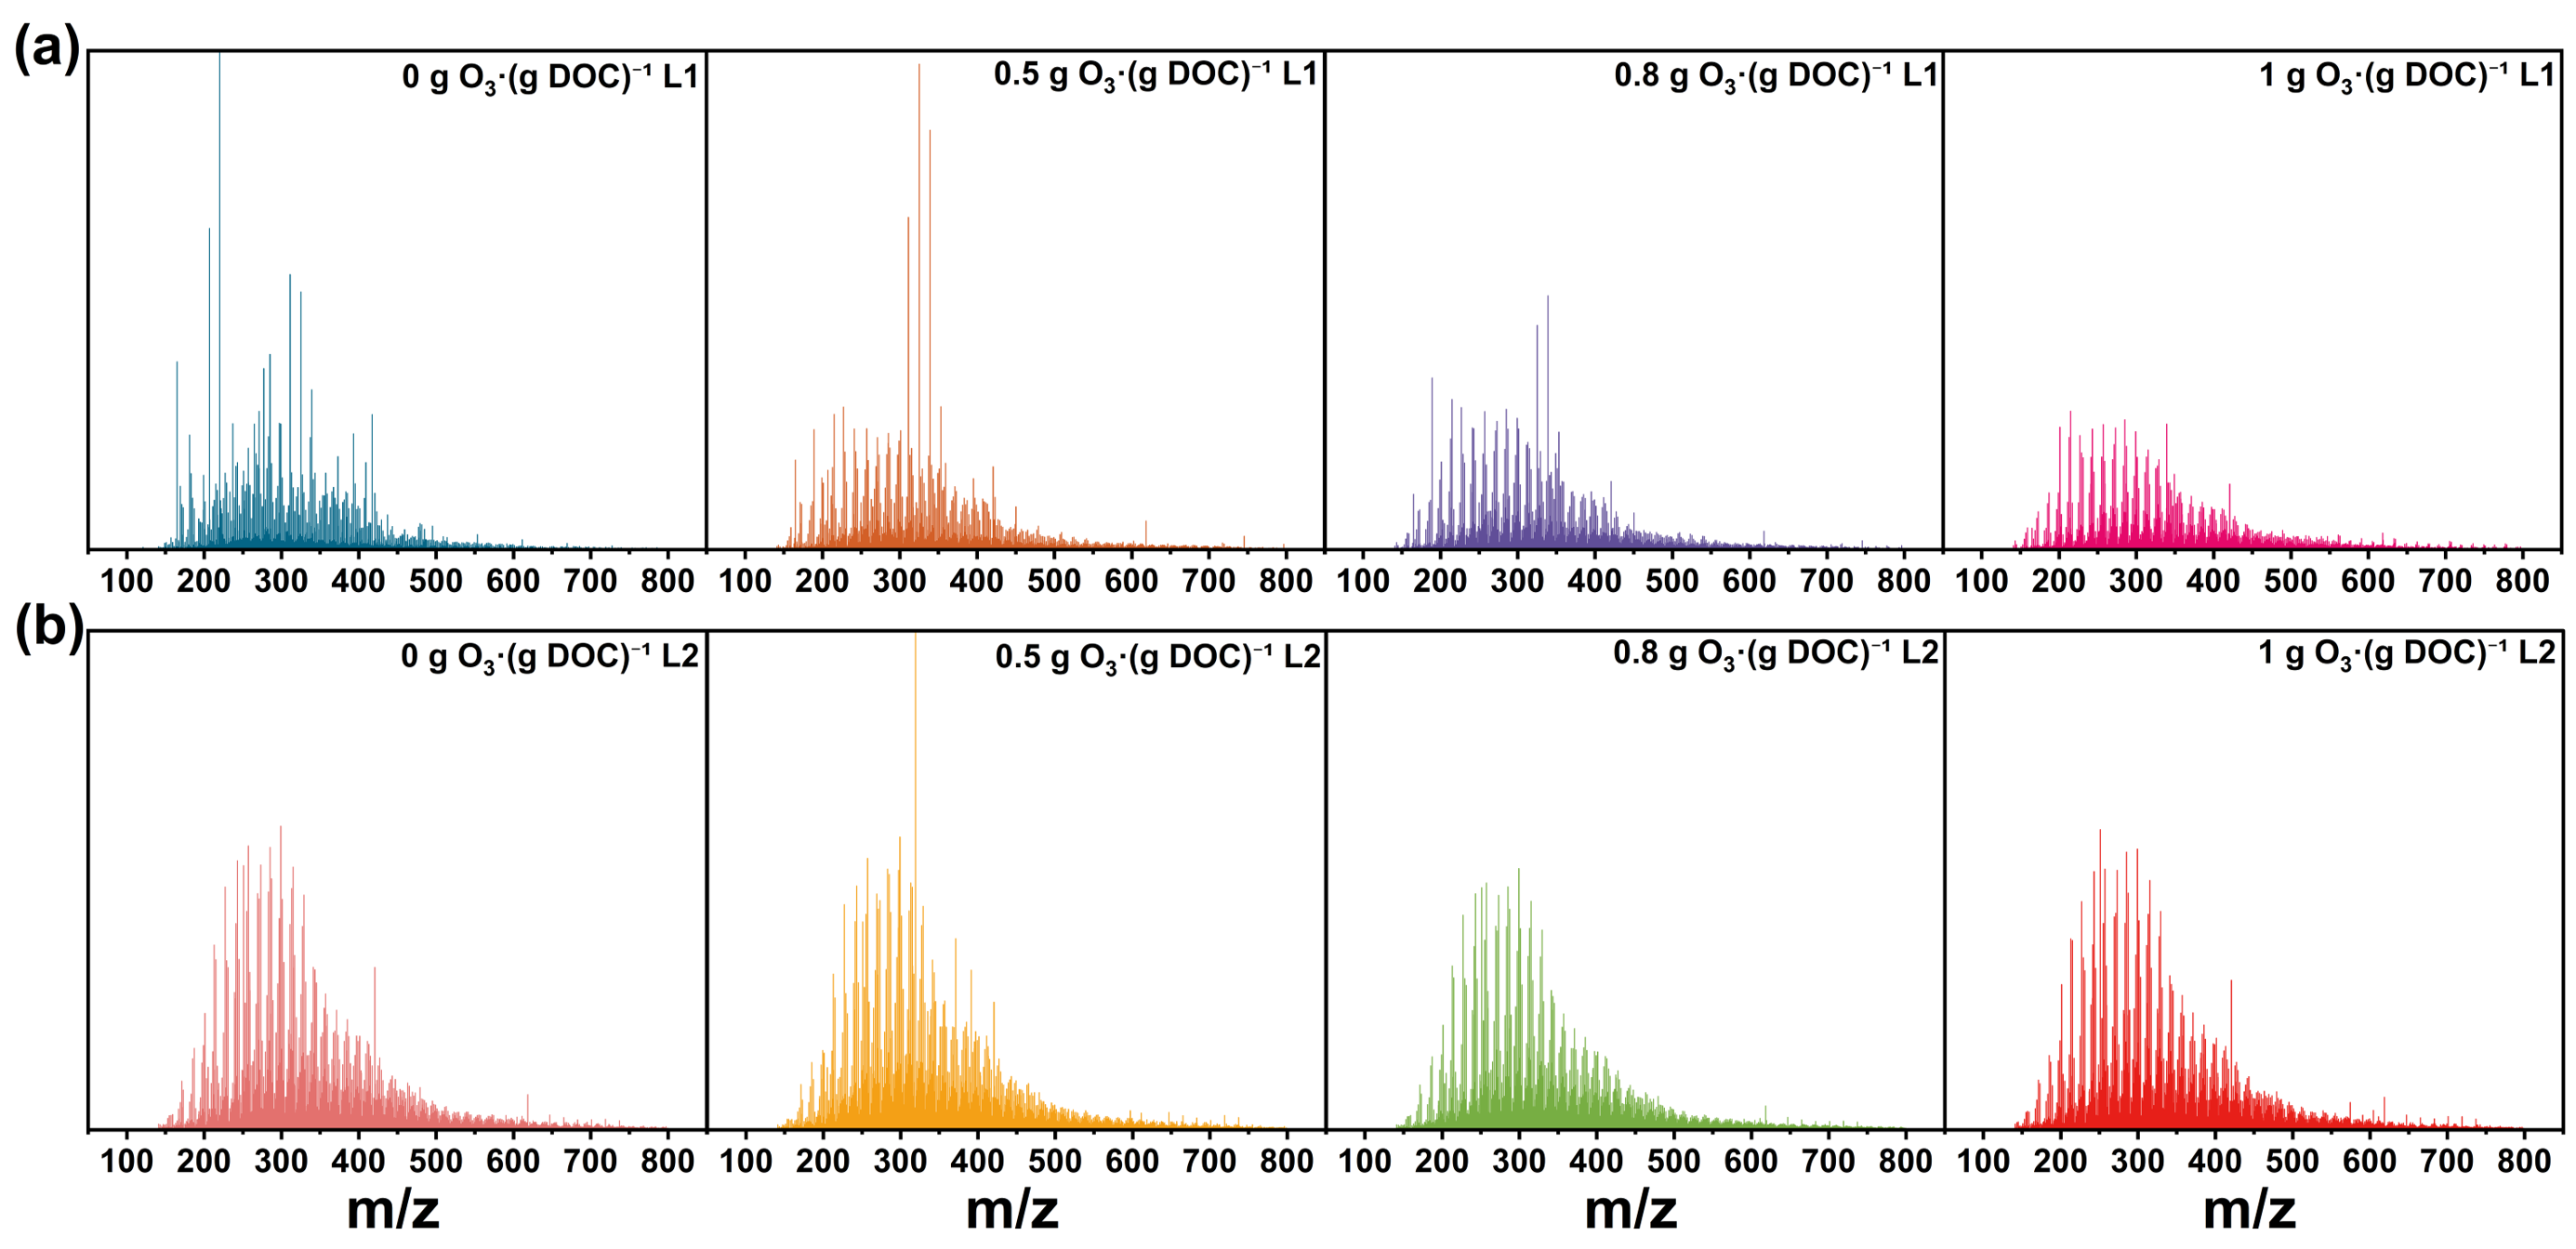 (a)
0 g O₃·(g DOC)⁻¹ L1
0.5 g O₃·(g DOC)⁻¹ L1
0.8 g O₃·(g DOC)⁻¹ L1
1 g O₃·(g DOC)⁻¹ L1
100 200 300 400 500 600 700 800
100 200 300 400 500 600 700 800
100 200 300 400 500 600 700 800
100 200 300 400 500 600 700 800
(b)
0 g O₃·(g DOC)⁻¹ L2
0.5 g O₃·(g DOC)⁻¹ L2
0.8 g O₃·(g DOC)⁻¹ L2
1 g O₃·(g DOC)⁻¹ L2
100 200 300 400 500 600 700 800
100 200 300 400 500 600 700 800
100 200 300 400 500 600 700 800
100 200 300 400 500 600 700 800
m/z
m/z
m/z
m/z